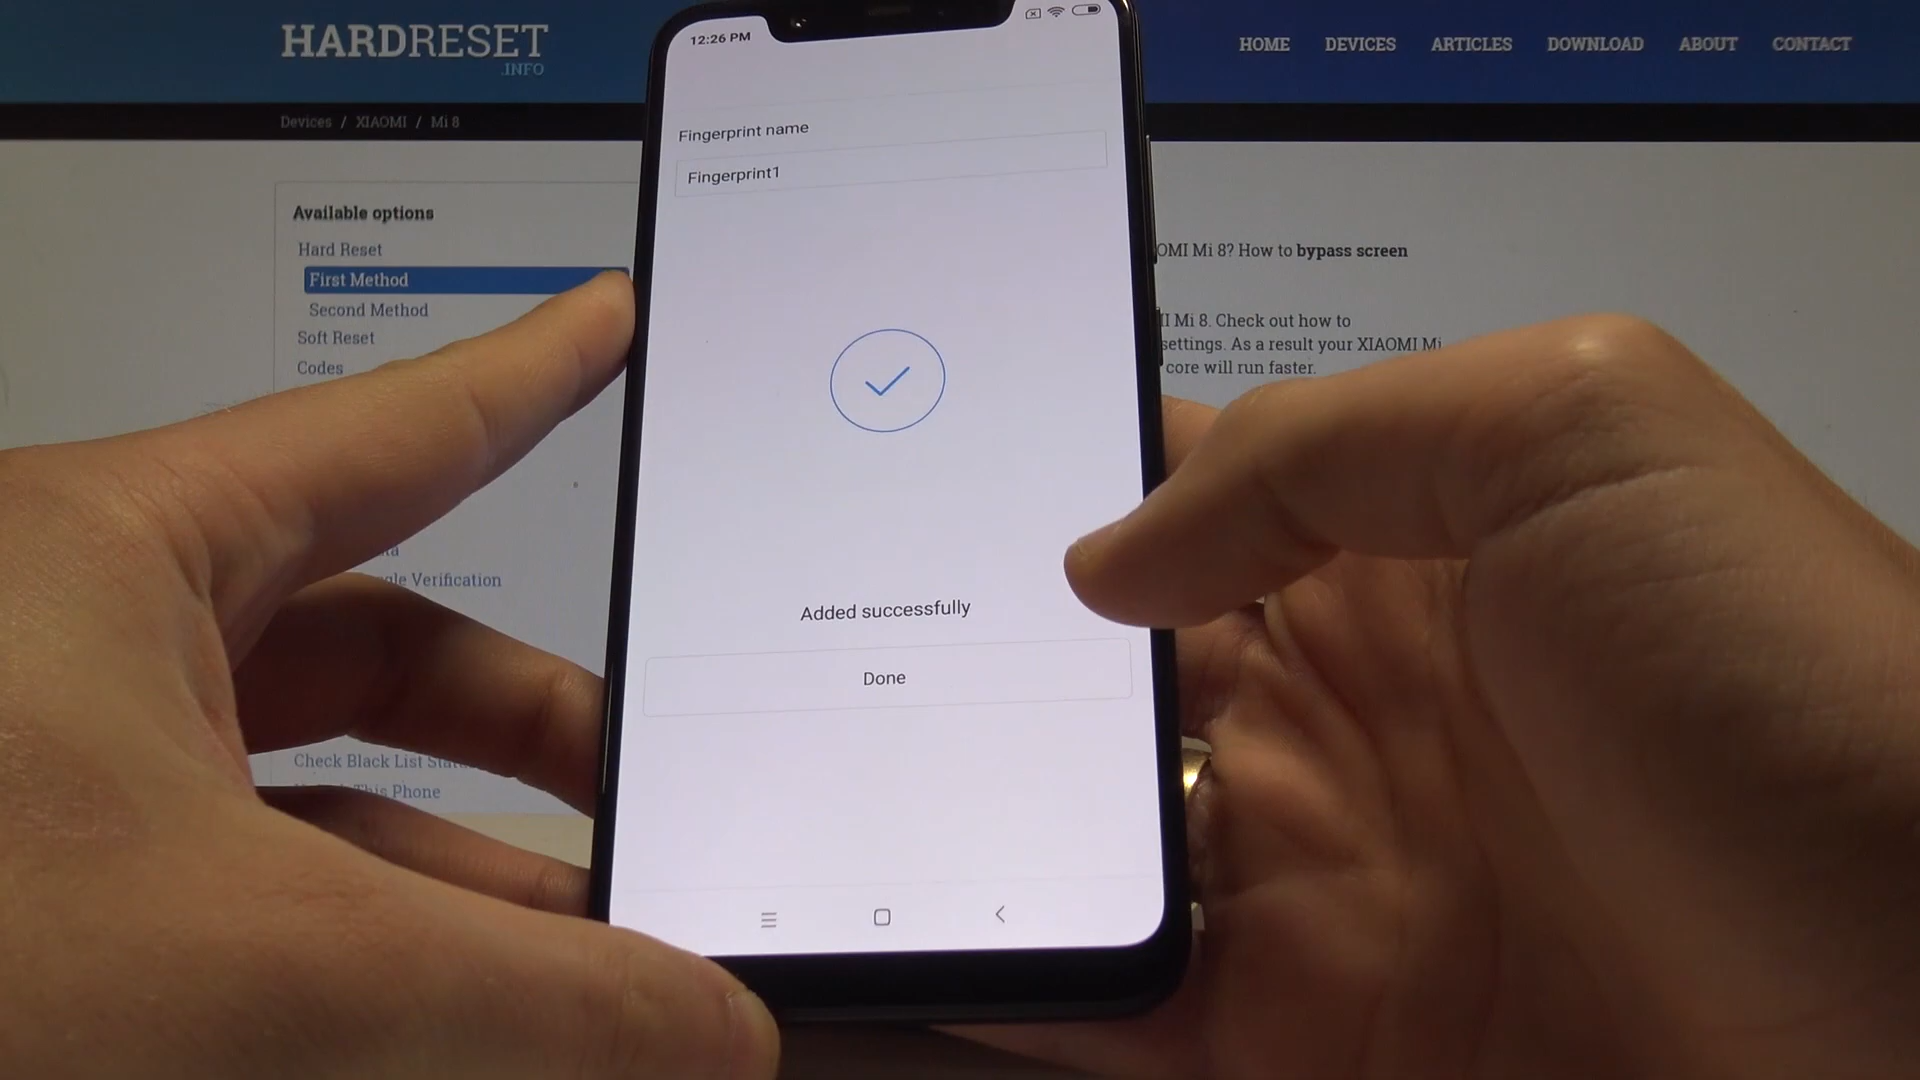 HARDRESET
.INFO
HOME DEVICES ARTICLES DOWNLOAD ABOUT CONTACT
Devices / XIAOMI / Mi 8
Available options
Hard Reset
First Method
Second Method
Soft Reset
Codes
Verification
Check Black List
This Phone
12:26 PM
Fingerprint name
Fingerprint1
Added successfully
Done
Mi 8? How to bypass screen
Mi 8. Check out how to
settings. As a result your XIAOMI Mi
core will run faster.